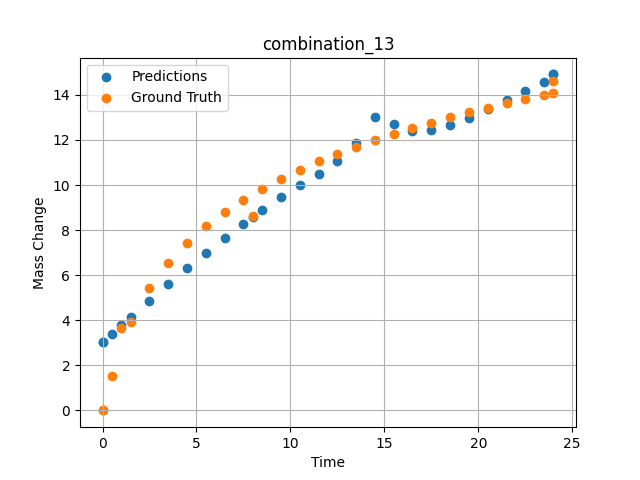 combination_13
Predictions
Ground Truth
14
12
10
8
6
4
2
0
Mass Change
0 5 10 15 20 25
Time